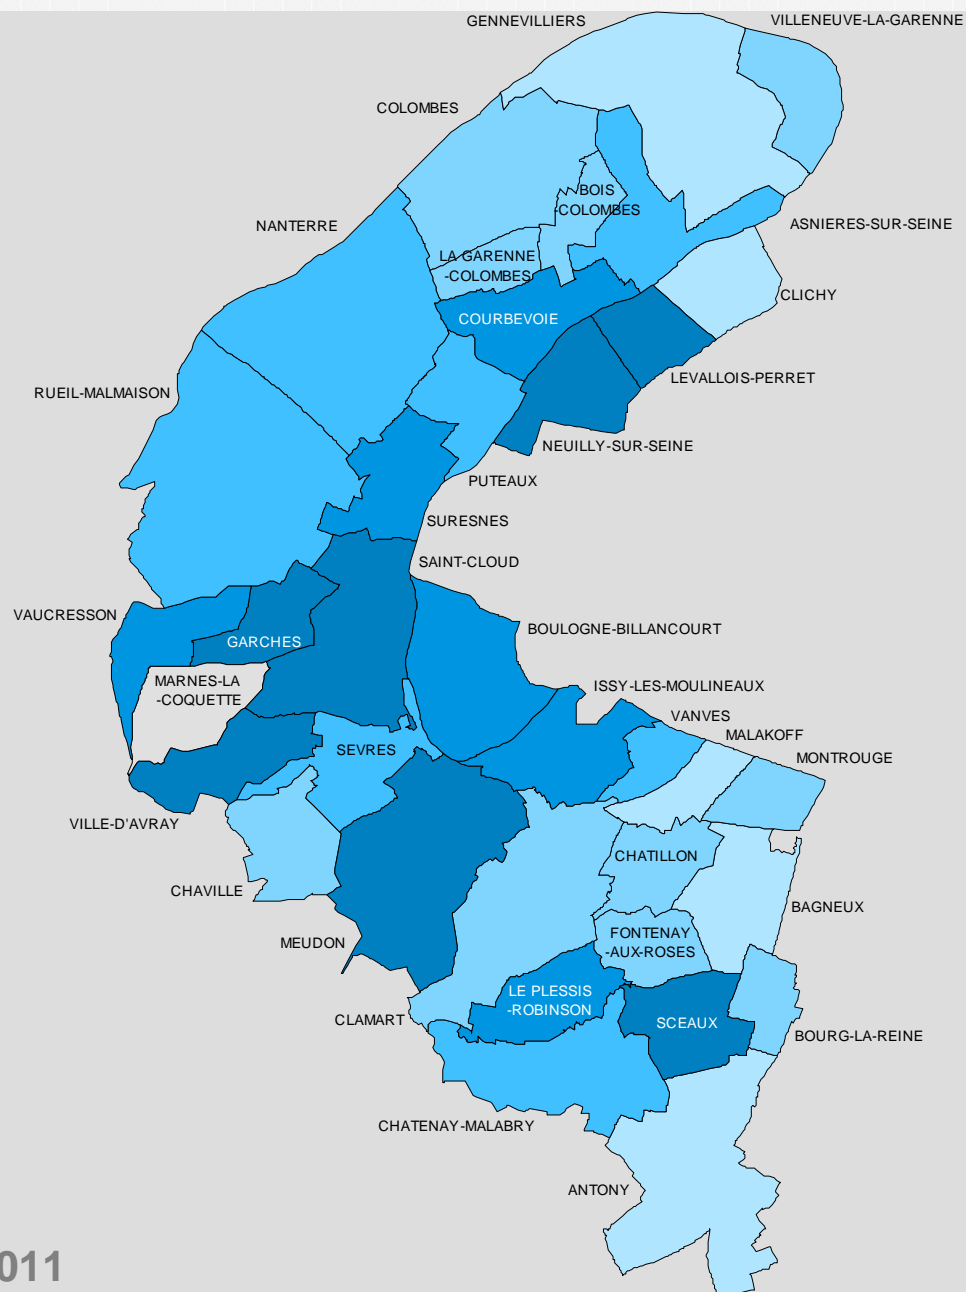 GENNEVILLIERS
VILLENEUVE-LA-GARENNE
COLOMBES
BOIS
-COLOMBES
NANTERRE
ASNIERES-SUR-SEINE
LA GARENNE
-COLOMBES
CLICHY
COURBEVOIE
LEVALLOIS-PERRET
RUEIL-MALMAISON
NEUILLY-SUR-SEINE
PUTEAUX
SURESNES
SAINT-CLOUD
VAUCRESSON
BOULOGNE-BILLANCOURT
GARCHES
MARNES-LA
-COQUETTE
ISSY-LES-MOULINEAUX
VANVES
MALAKOFF
SEVRES
MONTROUGE
VILLE-D'AVRAY
CHATILLON
CHAVILLE
BAGNEUX
FONTENAY
-AUX-ROSES
MEUDON
LE PLESSIS
-ROBINSON
CLAMART
SCEAUX
BOURG-LA-REINE
CHATENAY-MALABRY
ANTONY
011